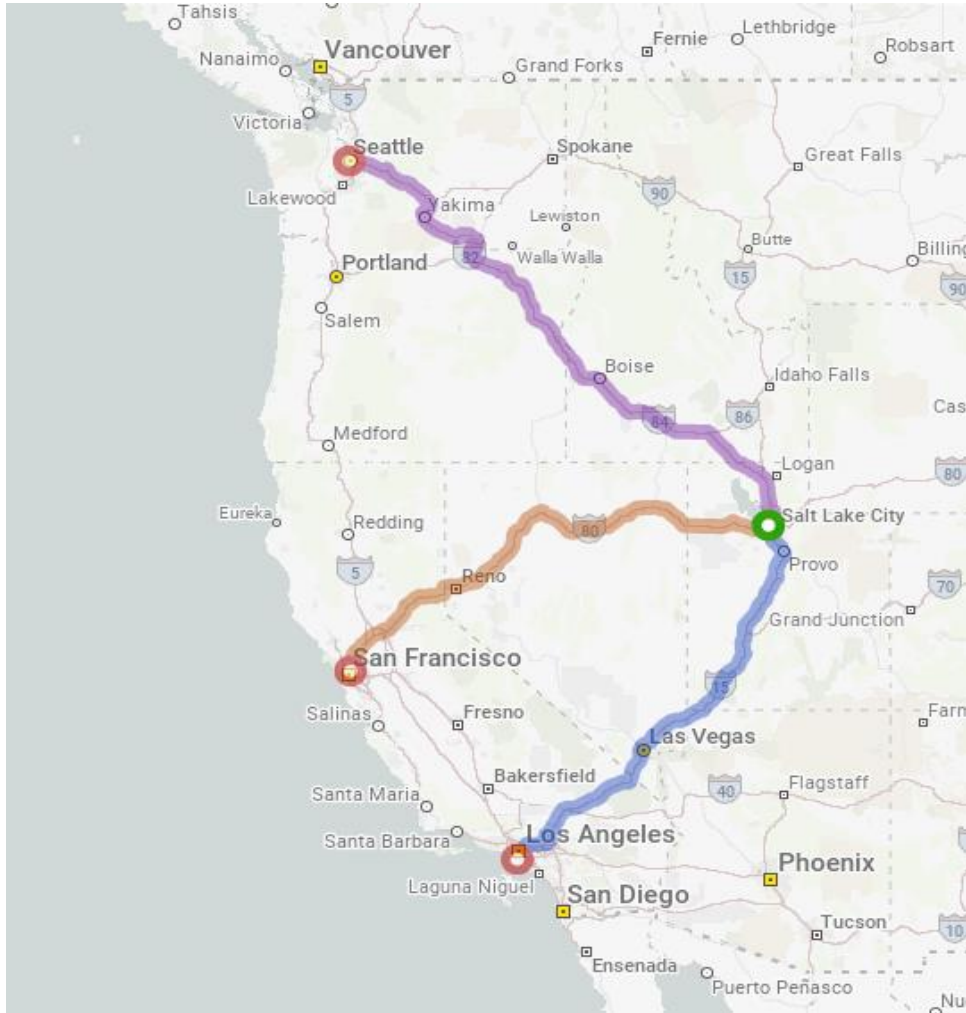 Tahsis
Lethbridge
Fernie
Robsart
Vancouver
Nanaimo
Grand Forks
5
Victoria
Seattle
Spokane
Great Falls
Lakewood
90
Yakima
Lewiston
Butte
Walla Walla
Billing
82
Portland
15
90
Salem
Boise
Idaho Falls
Cas
84
86
Medford
Logan
80
Eureka
Redding
Salt Lake City
80
5
Provo
Reno
70
Grand Junction
San Francisco
15
Salinas
Fresno
Farm
Las Vegas
Bakersfield
40
Flagstaff
Santa Maria
Santa Barbara
Los Angeles
Phoenix
Laguna Niguel
San Diego
Tucson
10
Ensenada
Puerto Peñasco
Nu